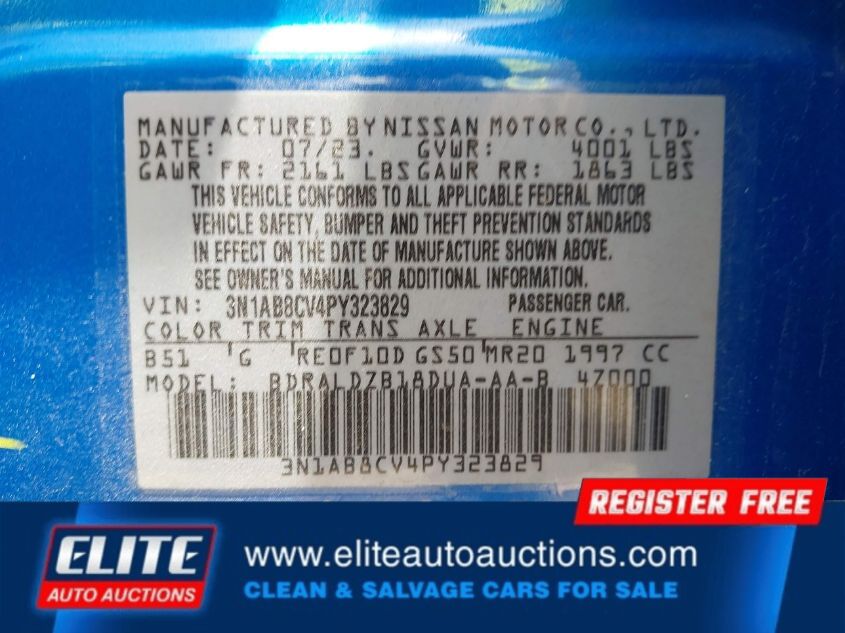 MANUFACTURED BY NISSAN MOTOR CO., LTD.
DATE: 07/23. GVWR: 4001 LBS
GAWR FR: 2161 LBS GAWR RR: 1863 LBS
THIS VEHICLE CONFORMS TO ALL APPLICABLE FEDERAL MOTOR
VEHICLE SAFETY, BUMPER AND THEFT PREVENTION STANDARDS
IN EFFECT ON THE DATE OF MANUFACTURE SHOWN ABOVE.
SEE OWNER'S MANUAL FOR ADDITIONAL INFORMATION.
VIN: 3N1AB8CV4PY323829 PASSENGER CAR.
COLOR TRIM TRANS AXLE ENGINE
B51 G RE0F10D GS50 MR20 1997 CC
MODEL: BDRALDZB18DUA-AA-B 4Z000
3N1AB8CV4PY323829
REGISTER FREE
ELITE
AUTO AUCTIONS
www.eliteautoauctions.com
CLEAN & SALVAGE CARS FOR SALE